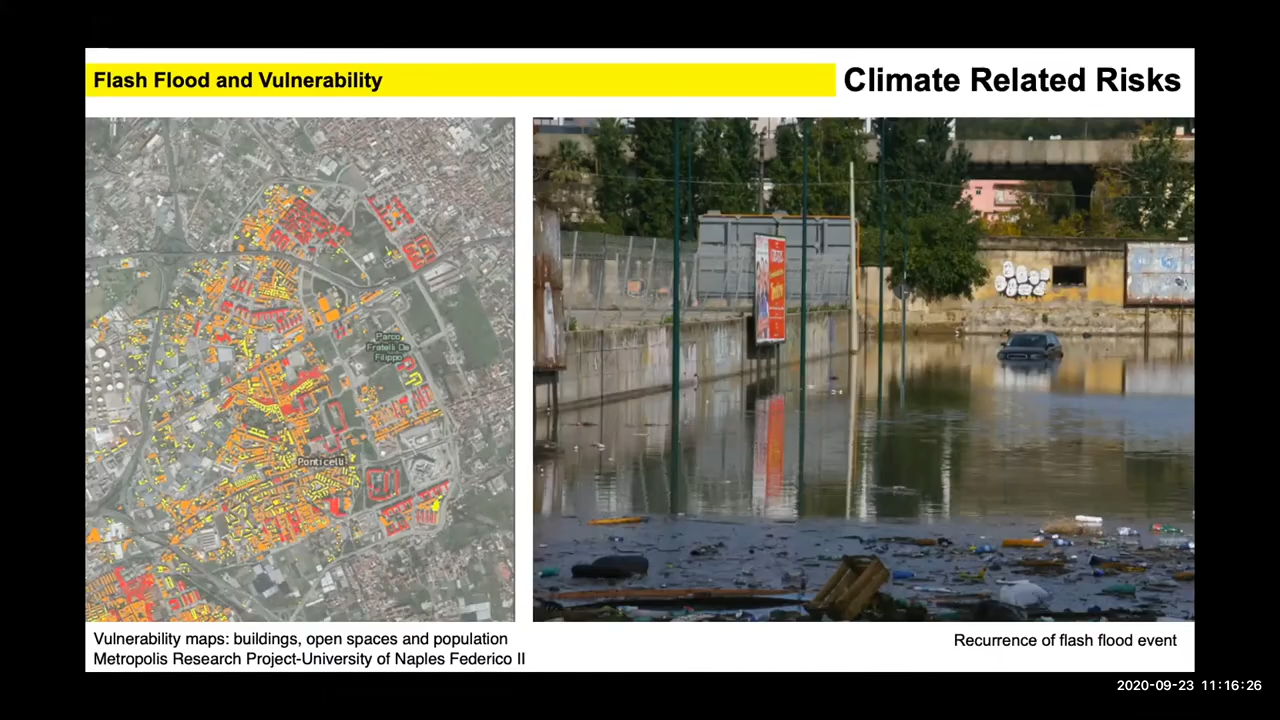 Flash Flood and Vulnerability
Climate Related Risks
Parco
Fratelli De
Filippo
Ponticelli
Vulnerability maps: buildings, open spaces and population
Metropolis Research Project-University of Naples Federico II
Recurrence of flash flood event
2020-09-23 11:16:26